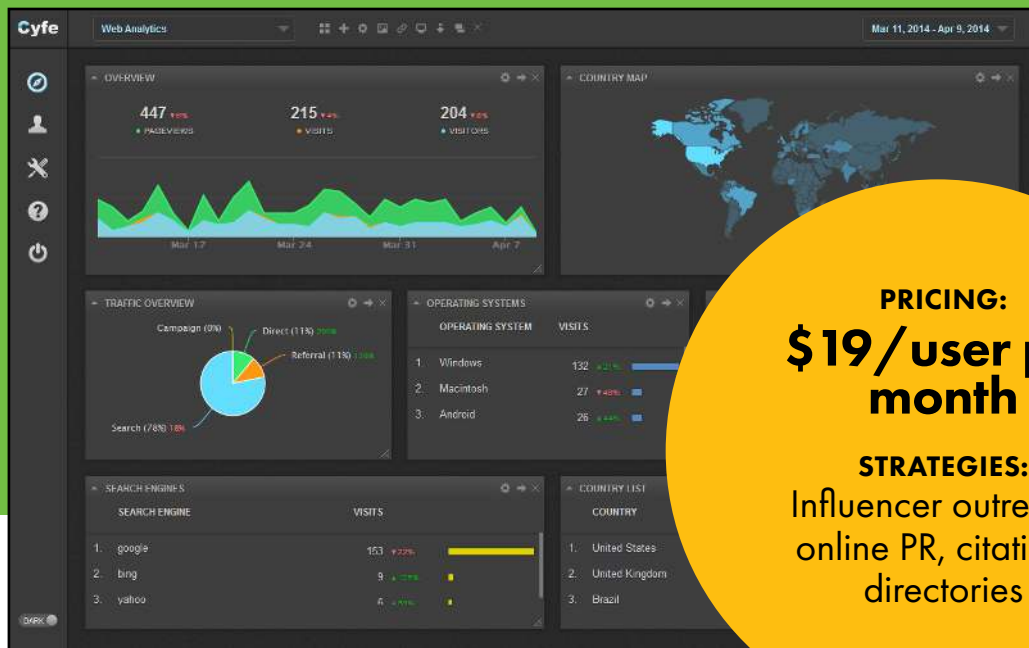 Cyfe
Web Analytics
Mar 11, 2014 - Apr 9, 2014
OVERVIEW
447
PAGEVIEWS
215
VISITS
204
VISITORS
Mar 17
Mar 24
Mar 31
Apr 7
COUNTRY MAP
TRAFFIC OVERVIEW
Campaign (0%)
Direct (11%)
Referral (11%)
Search (78%) 18%
OPERATING SYSTEMS
OPERATING SYSTEM VISITS
1. Windows 132
2. Macintosh 27
3. Android 26
SEARCH ENGINES
SEARCH ENGINE VISITS
1. google 153
2. bing 9
3. yahoo 6
COUNTRY LIST
COUNTRY
1. United States
2. United Kingdom
3. Brazil
DARK
PRICING:
$19/user p
month
STRATEGIES:
Influencer outre
online PR, citati
directories